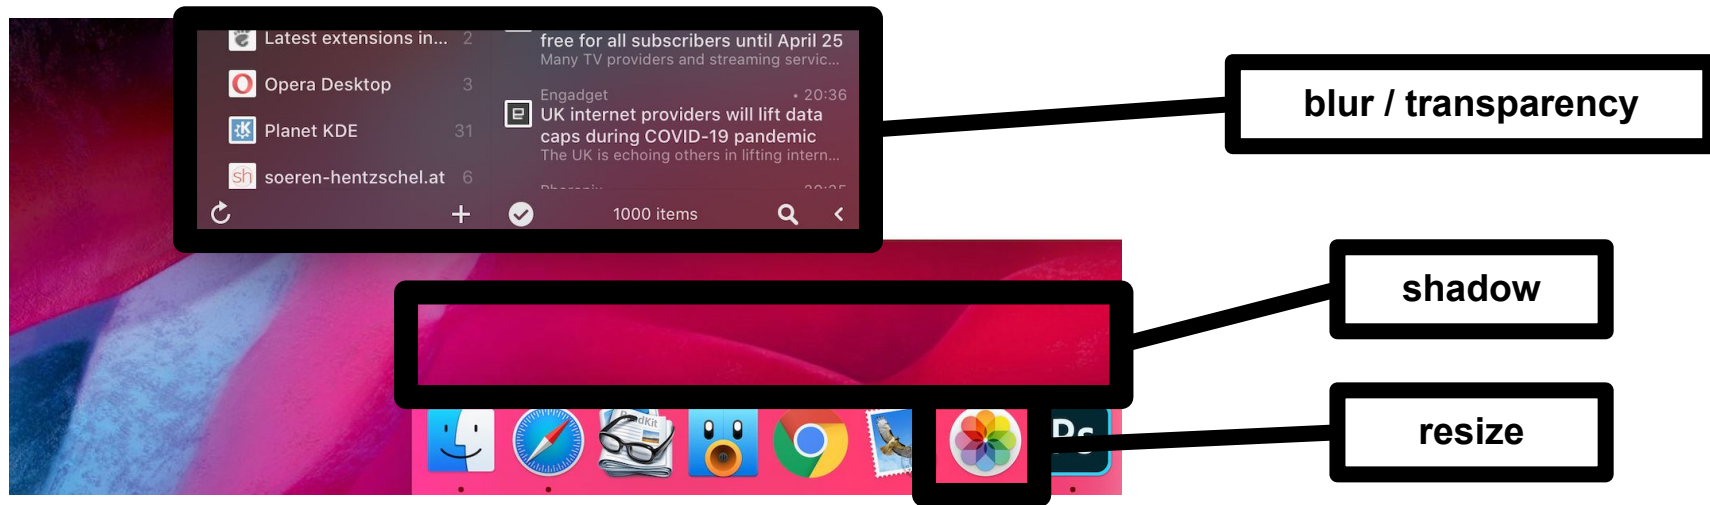 Latest extensions in... 2
Opera Desktop 3
Planet KDE 31
sh soeren-hentzschel.at 6
free for all subscribers until April 25
Many TV providers and streaming servic...
Engadget • 20:36
UK internet providers will lift data
caps during COVID-19 pandemic
The UK is echoing others in lifting intern...
1000 items
blur / transparency
shadow
resize